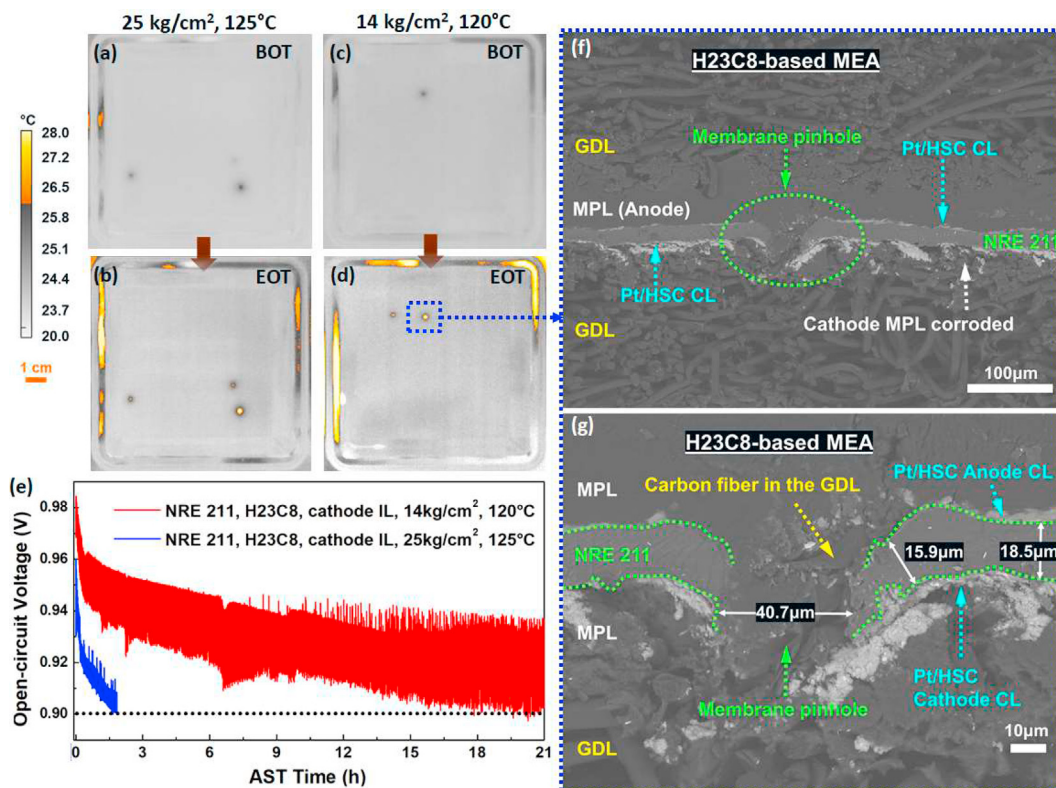 25 kg/cm², 125°C
14 kg/cm², 120°C
(a)
BOT
(c)
BOT
°C
28.0
27.2
26.5
25.8
25.1
24.4
23.7
20.0
1 cm
(b)
EOT
(d)
EOT
(e)
Open-circuit Voltage (V)
0.98
0.96
0.94
0.92
0.90
NRE 211, H23C8, cathode IL, 14kg/cm², 120°C
NRE 211, H23C8, cathode IL, 25kg/cm², 125°C
0
3
6
9
12
15
18
21
AST Time (h)
(f)
H23C8-based MEA
Membrane pinhole
GDL
Pt/HSC CL
MPL (Anode)
NRE 211
Pt/HSC CL
Cathode MPL corroded
GDL
100µm
(g)
H23C8-based MEA
MPL
Carbon fiber in the GDL
Pt/HSC Anode CL
NRE 211
15.9µm
18.5µm
40.7µm
MPL
Membrane pinhole
Pt/HSC
Cathode CL
GDL
10µm